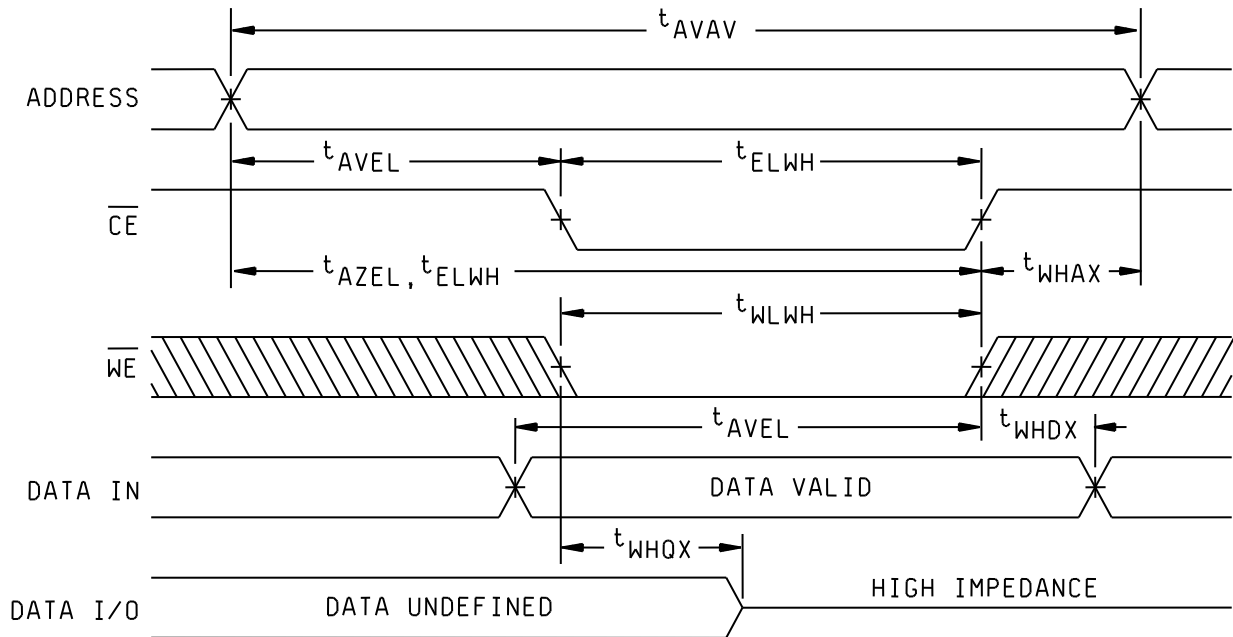 tAVAV
ADDRESS
tAVEL
tELWH
CE
tAZEL, tELWH
tWHAX
tWLWH
WE
tAVEL
tWHDX
DATA IN
DATA VALID
tWHQX
DATA I/O
DATA UNDEFINED
HIGH IMPEDANCE